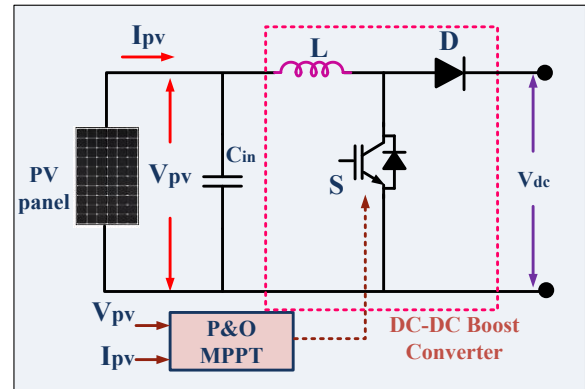 Ipv
L
D
PV
panel
Vpv
Cin
S
Vdc
Vpv
Ipv
P&O
MPPT
DC-DC Boost
Converter